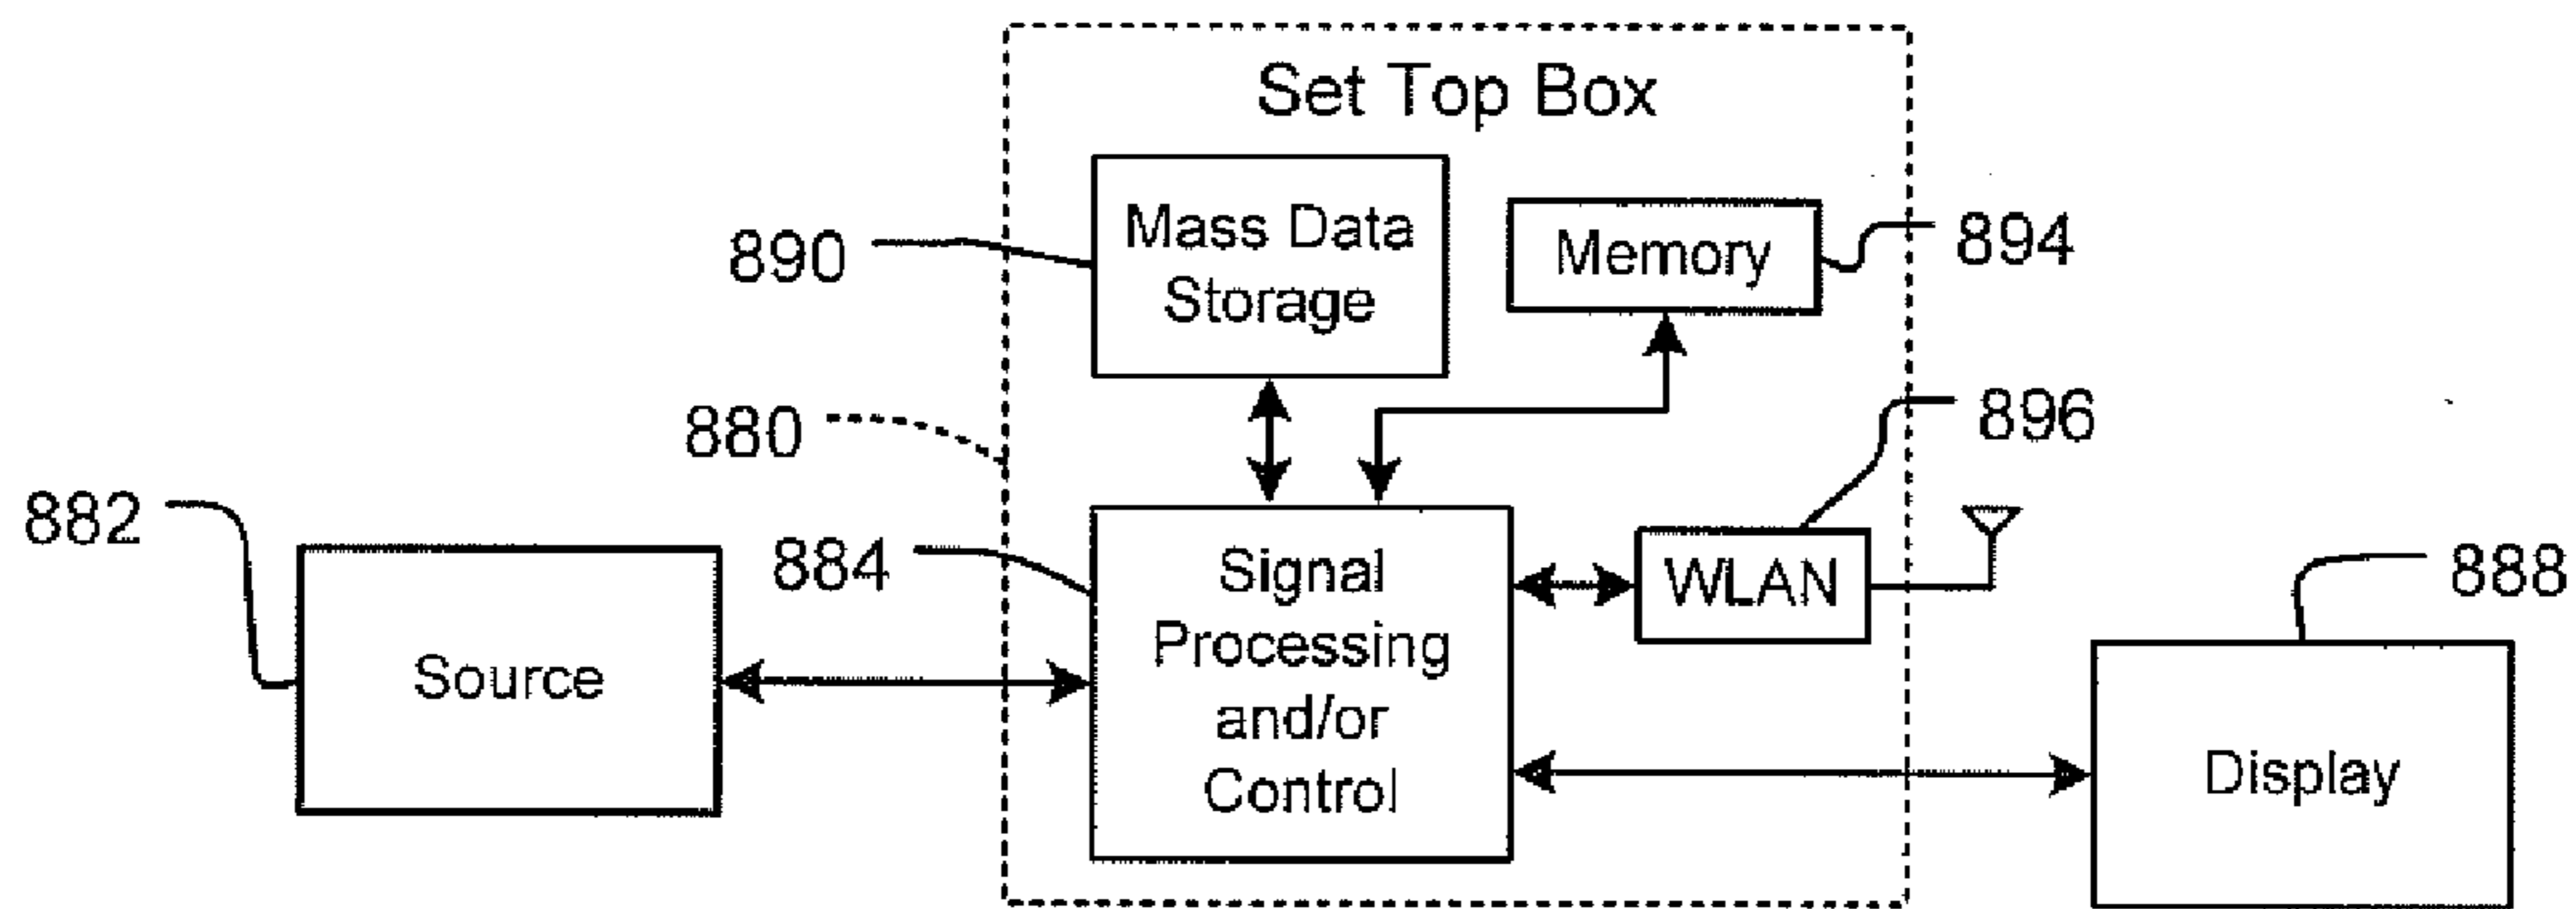 Set Top Box
Mass Data
Storage
890
Memory
894
880
896
882
884
Signal
Processing
and/or
Control
WLAN
888
Source
Display